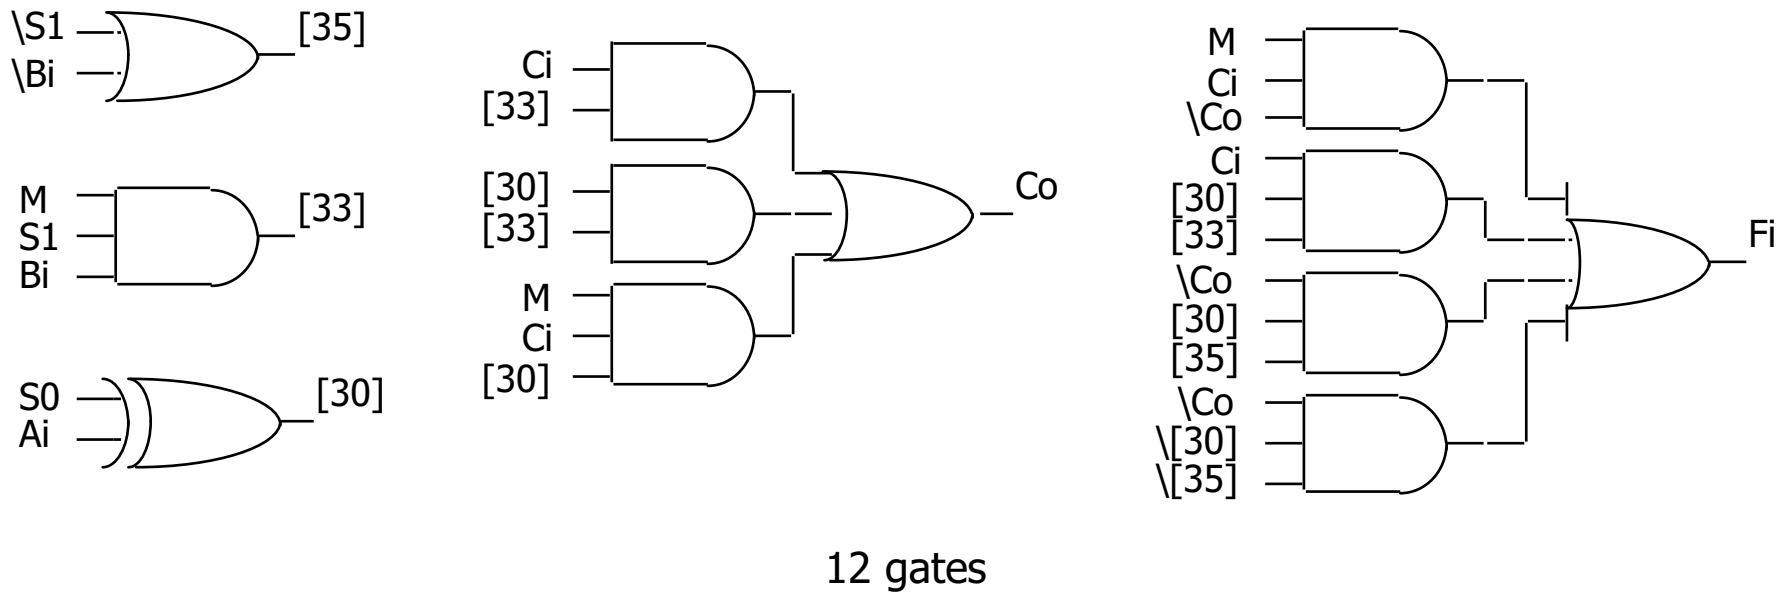 \S1
\Bi
[35]
M
S1
Bi
[33]
S0
Ai
[30]
Ci
[33]
[30]
[33]
M
Ci
[30]
Co
M
Ci
\Co
Ci
[30]
[33]
\Co
[30]
[35]
\Co
\[30]
\[35]
Fi
12 gates